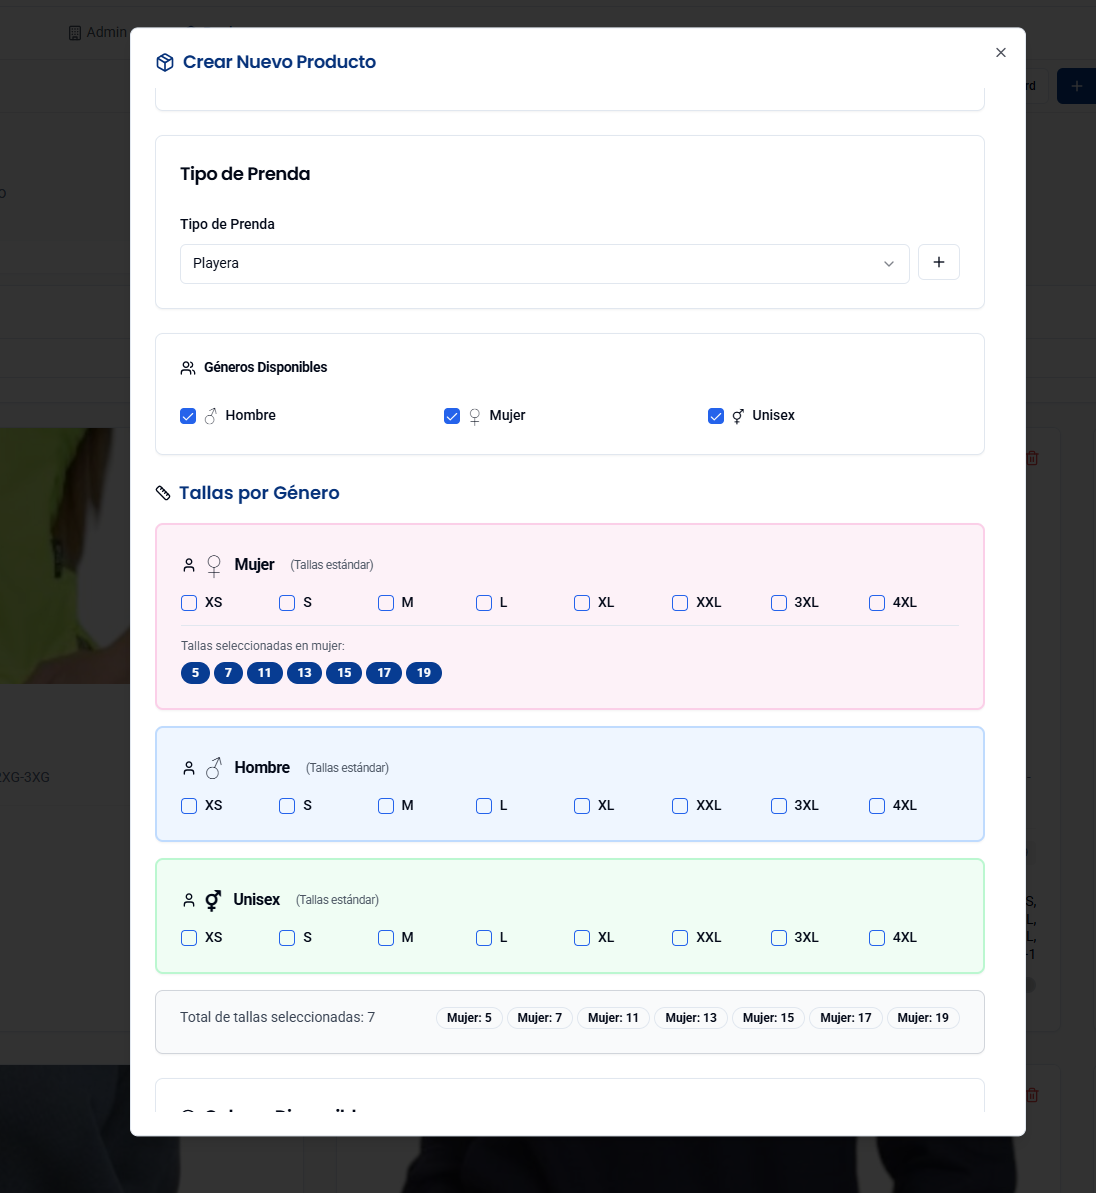 Admin
Crear Nuevo Producto
rd
Tipo de Prenda
Tipo de Prenda
Playera
Géneros Disponibles
Hombre Mujer Unisex
Tallas por Género
Mujer (Tallas estándar)
XS S M L XL XXL 3XL 4XL
Tallas seleccionadas en mujer:
5 7 11 13 15 17 19
Hombre (Tallas estándar)
XS S M L XL XXL 3XL 4XL
2XG-3XG
Unisex (Tallas estándar)
XS S M L XL XXL 3XL 4XL
Total de tallas seleccionadas: 7 Mujer: 5 Mujer: 7 Mujer: 11 Mujer: 13 Mujer: 15 Mujer: 17 Mujer: 19